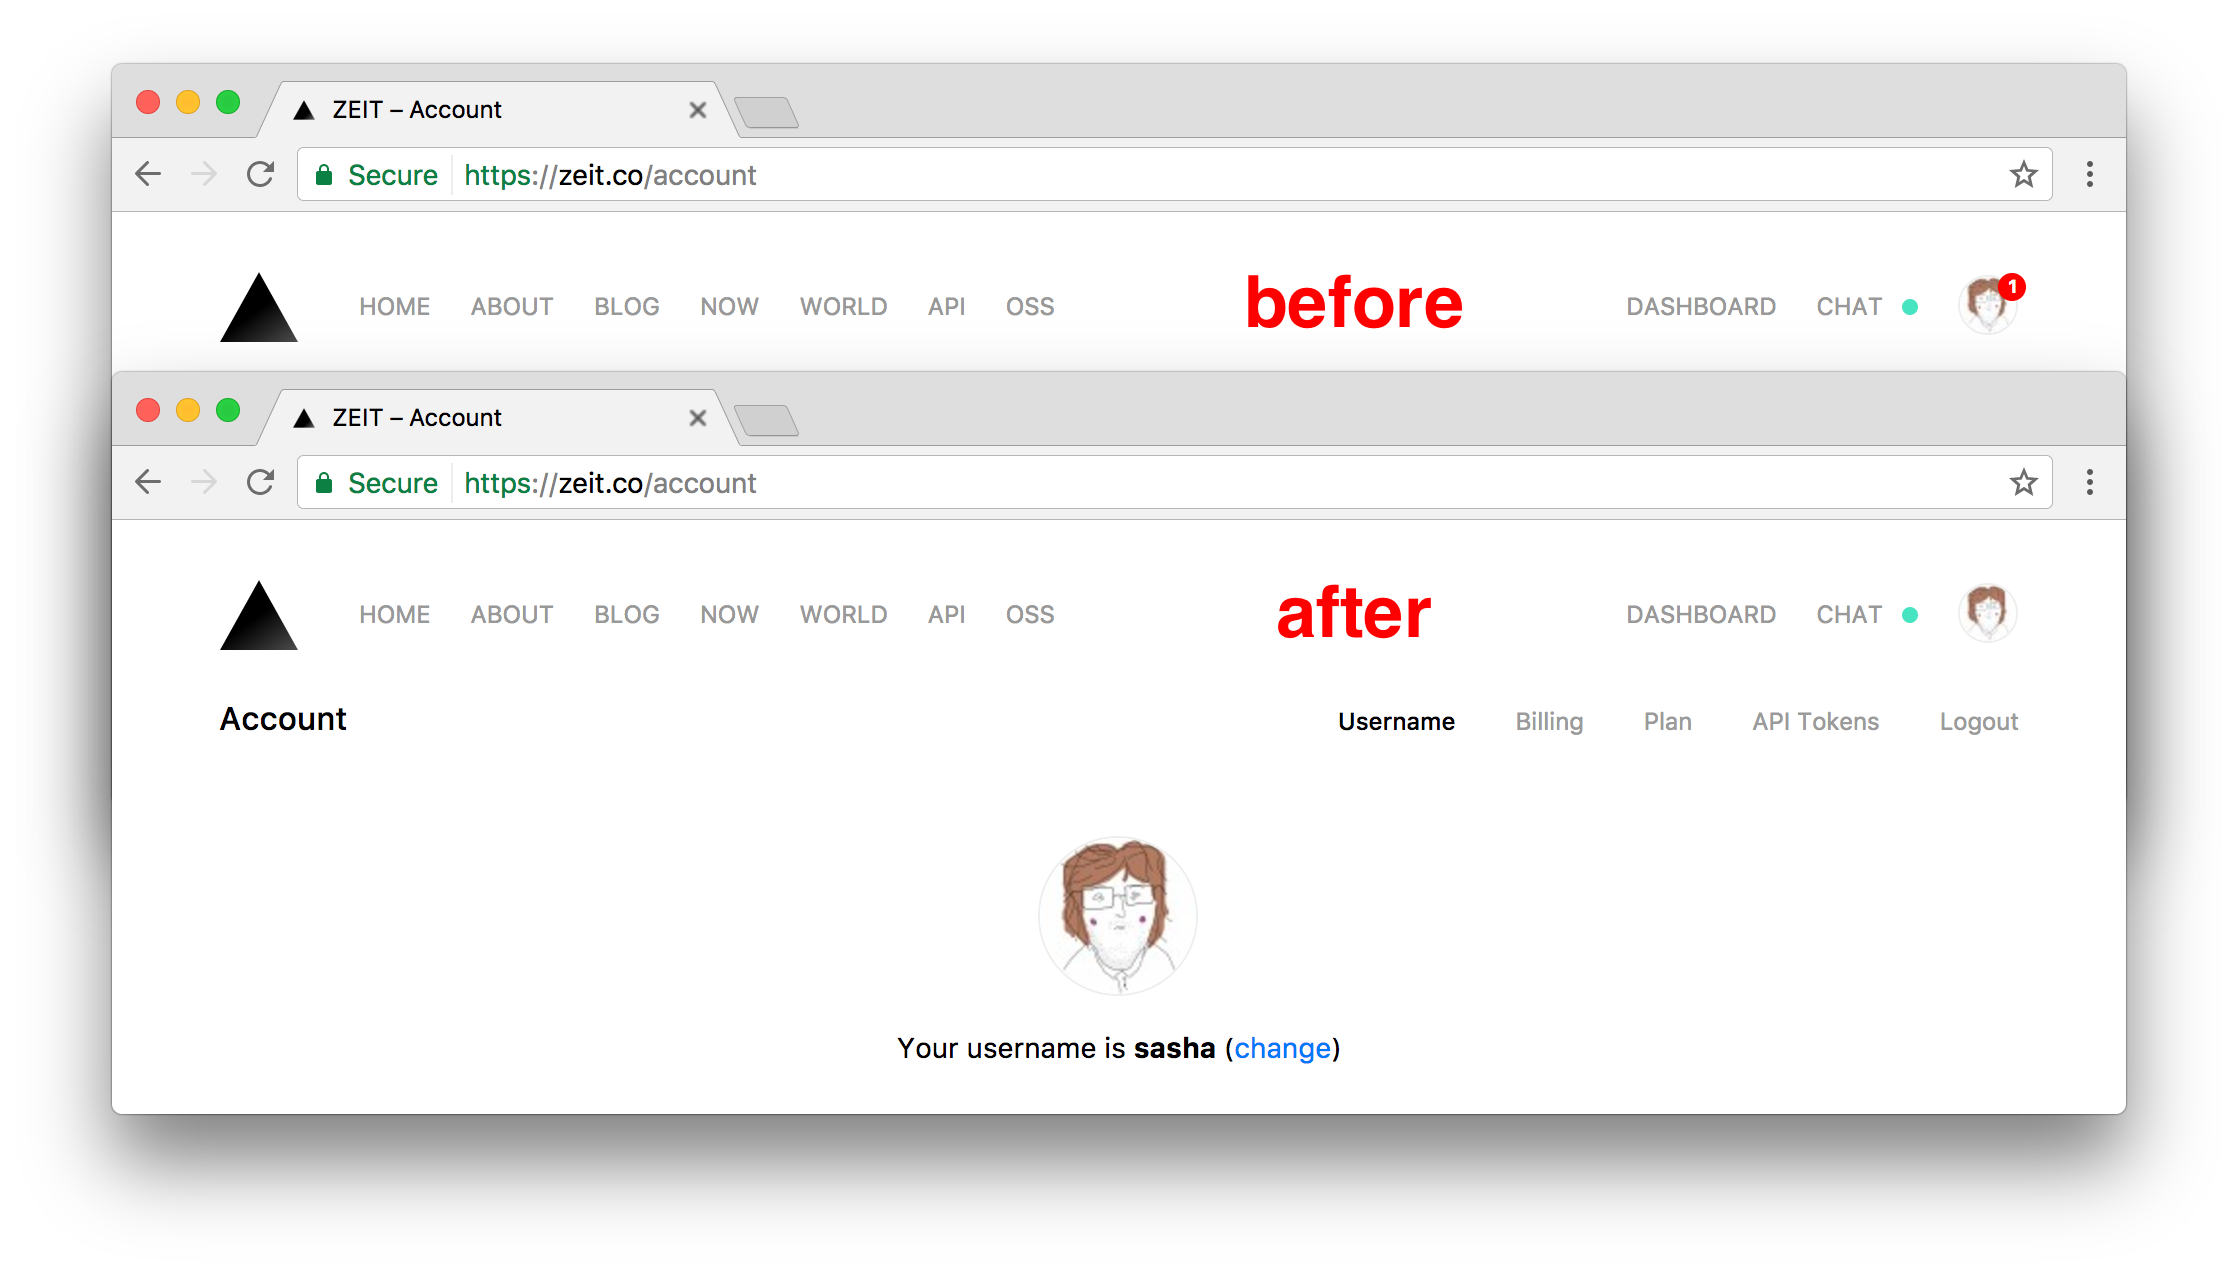 ZEIT – Account
Secure https://zeit.co/account
HOME ABOUT BLOG NOW WORLD API OSS before DASHBOARD CHAT 1
ZEIT – Account
Secure https://zeit.co/account
HOME ABOUT BLOG NOW WORLD API OSS after DASHBOARD CHAT
Account Username Billing Plan API Tokens Logout
Your username is sasha (change)